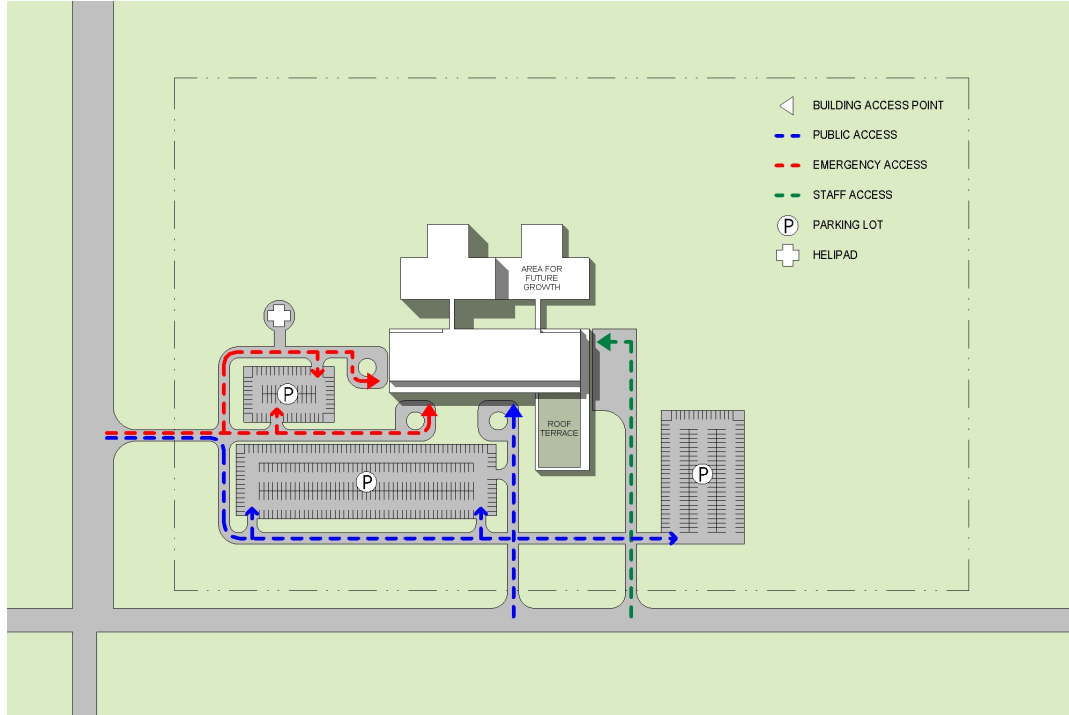 BUILDING ACCESS POINT
PUBLIC ACCESS
EMERGENCY ACCESS
STAFF ACCESS
P PARKING LOT
HELIPAD
AREA FOR
FUTURE
GROWTH
P
ROOF
TERRACE
P
P